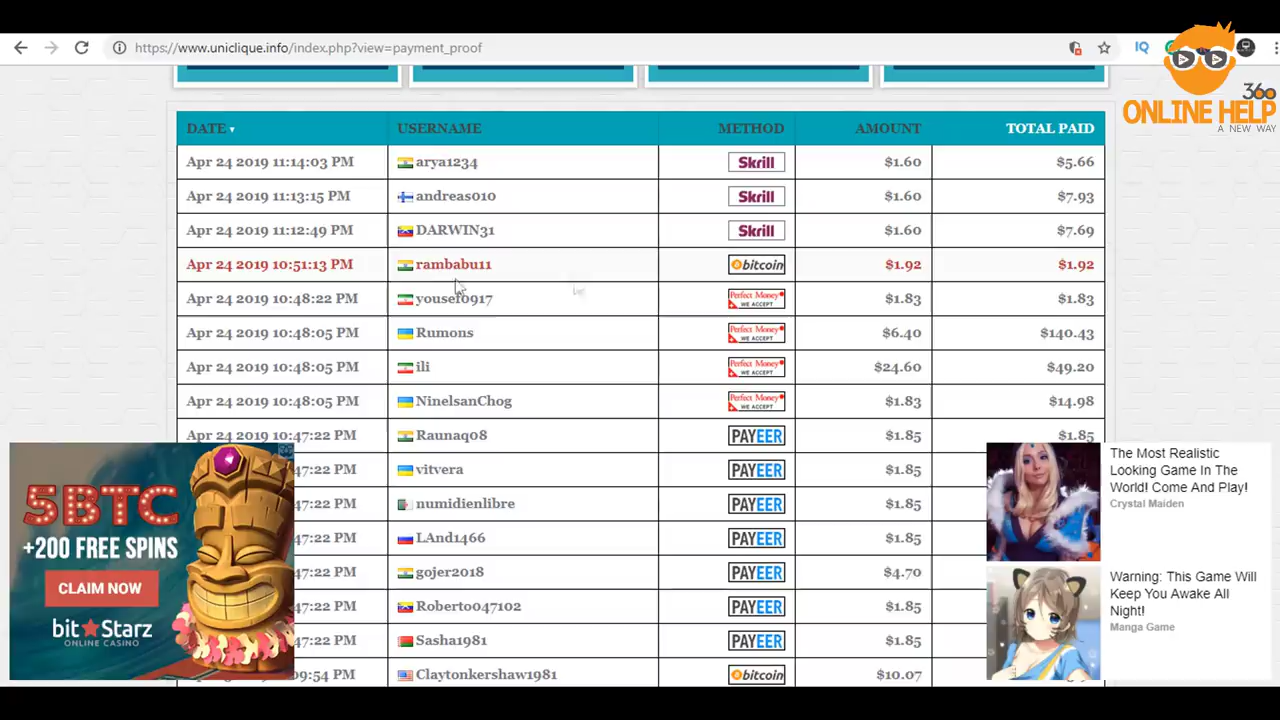 https://www.uniclique.info/index.php?view=payment_proof
IQ
360
ONLINE HELP
A NEW WAY
DATE ▾ USERNAME METHOD AMOUNT TOTAL PAID
Apr 24 2019 11:14:03 PM arya1234 Skrill $1.60 $5.66
Apr 24 2019 11:13:15 PM andreas010 Skrill $1.60 $7.93
Apr 24 2019 11:12:49 PM DARWIN31 Skrill $1.60 $7.69
Apr 24 2019 10:51:13 PM rambabu11 bitcoin $1.92 $1.92
Apr 24 2019 10:48:22 PM yousef0917 Perfect Money WE ACCEPT $1.83 $1.83
Apr 24 2019 10:48:05 PM Rumons Perfect Money WE ACCEPT $6.40 $140.43
Apr 24 2019 10:48:05 PM ili Perfect Money WE ACCEPT $24.60 $49.20
Apr 24 2019 10:48:05 PM NinelsanChog Perfect Money WE ACCEPT $1.83 $14.98
Apr 24 2019 10:47:22 PM Raunaq08 PAYEER $1.85 $1.85
47:22 PM vitvera PAYEER $1.85
47:22 PM numidienlibre PAYEER $1.85
47:22 PM LAnd1466 PAYEER $1.85
47:22 PM gojer2018 PAYEER $4.70
47:22 PM Roberto047102 PAYEER $1.85
47:22 PM Sasha1981 PAYEER $1.85
09:54 PM Claytonkershaw1981 bitcoin $10.07
5BTC
+200 FREE SPINS
CLAIM NOW
bit★Starz
ONLINE CASINO
The Most Realistic
Looking Game In The
World! Come And Play!
Crystal Maiden
Warning: This Game Will
Keep You Awake All
Night!
Manga Game